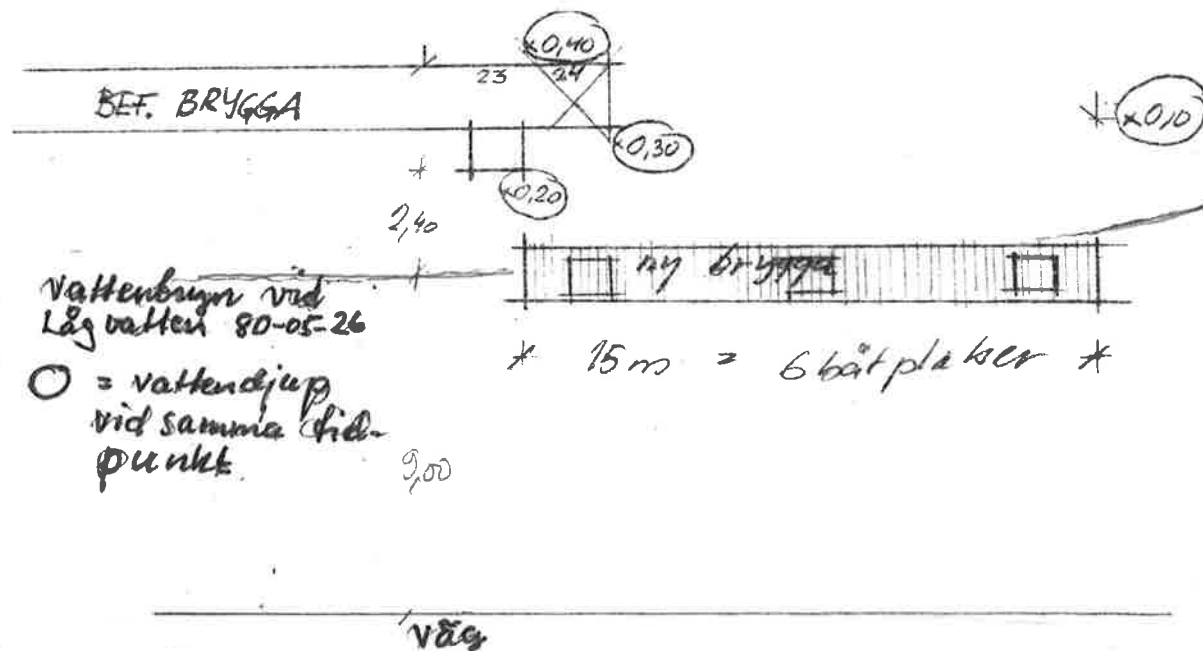 ×0,40
23 24
BEF. BRYGGA
×0,10
×0,30
×0,20
2,40
ny brygga
Vattenbryn vid
Lågvatten 80-05-26
* 15m = 6 båtplatser *
O = vattendjup
vid samma tid-
punkt
9,00
väg